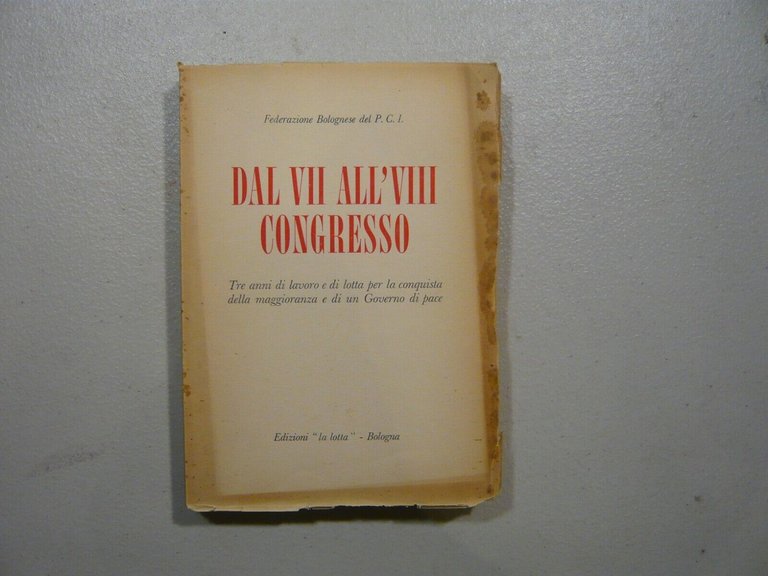 Federazione Bolognese del P. C. I.
DAL VII ALL'VIII
CONGRESSO
Tre anni di lavoro e di lotta per la conquista
della maggioranza e di un Governo di pace
Edizioni "la lotta" - Bologna